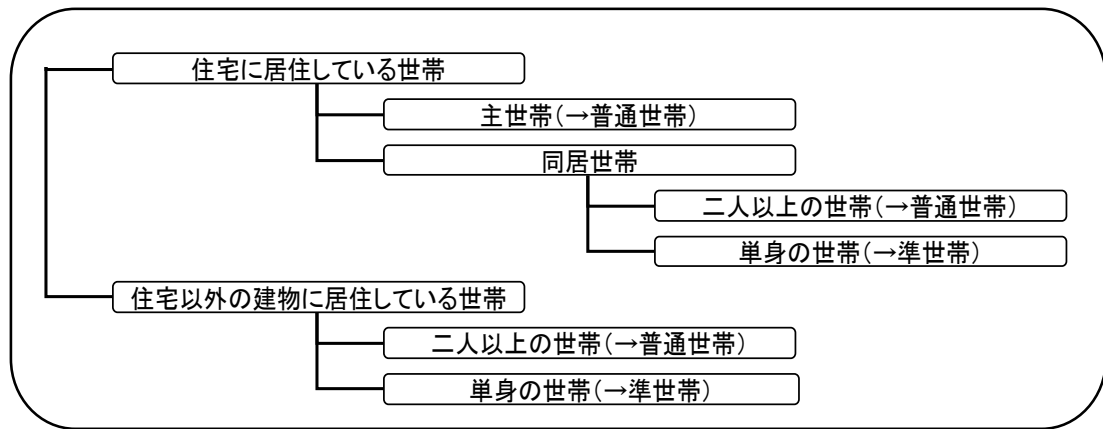 住宅に居住している世帯
主世帯(→普通世帯)
同居世帯
二人以上の世帯(→普通世帯)
単身の世帯(→準世帯)
住宅以外の建物に居住している世帯
二人以上の世帯(→普通世帯)
単身の世帯(→準世帯)